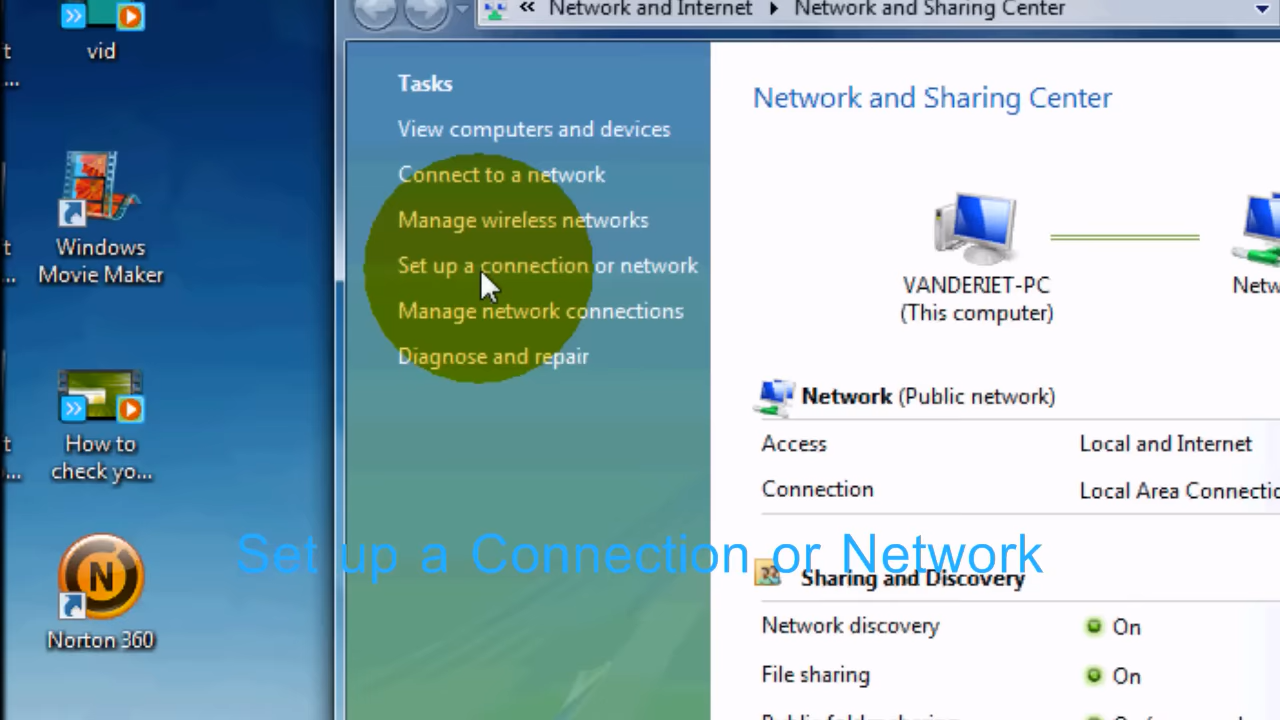 vid
Windows
Movie Maker
How to
check yo...
Norton 360
« Network and Internet ▸ Network and Sharing Center
Tasks
View computers and devices
Connect to a network
Manage wireless networks
Set up a connection or network
Manage network connections
Diagnose and repair
Network and Sharing Center
VANDERIET-PC
(This computer)
Network (Public network)
Access Local and Internet
Connection Local Area Connectio
Set up a Connection or Network
Sharing and Discovery
Network discovery On
File sharing On